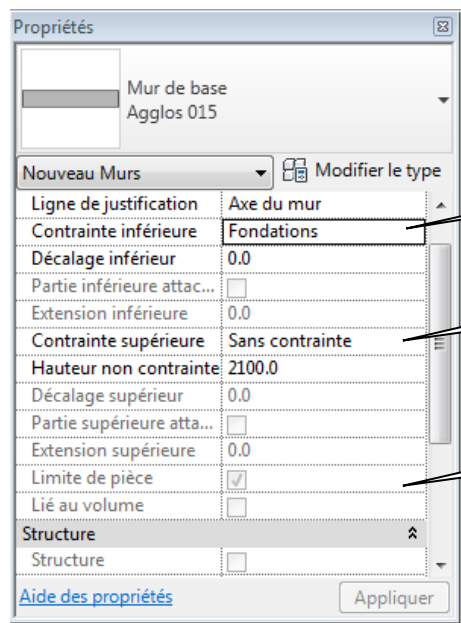 Propriétés
Mur de base
Agglos 015
Nouveau Murs Modifier le type
Ligne de justification Axe du mur
Contrainte inférieure Fondations
Décalage inférieur 0.0
Partie inférieure attac...
Extension inférieure 0.0
Contrainte supérieure Sans contrainte
Hauteur non contrainte 2100.0
Décalage supérieur 0.0
Partie supérieure atta...
Extension supérieure 0.0
Limite de pièce
Lié au volume
Structure
Structure
Aide des propriétés Appliquer